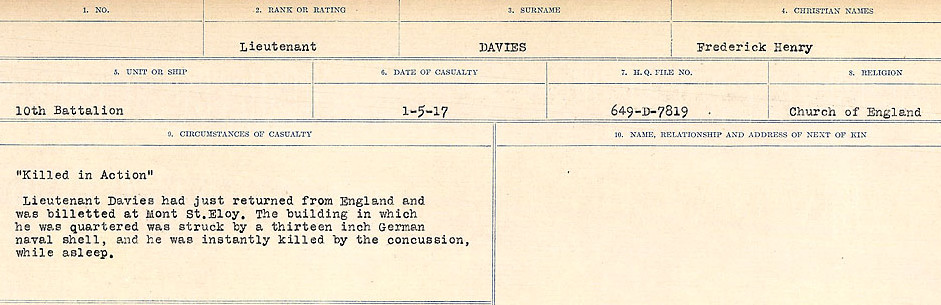 1. NO. 2. RANK OR RATING 3. SURNAME 4. CHRISTIAN NAMES
Lieutenant DAVIES Frederick Henry
5. UNIT OR SHIP 6. DATE OF CASUALTY 7. H.Q. FILE NO. 8. RELIGION
10th Battalion 1-5-17 649-D-7819 Church of England
9. CIRCUMSTANCES OF CASUALTY 10. NAME, RELATIONSHIP AND ADDRESS OF NEXT OF KIN
"Killed in Action"
Lieutenant Davies had just returned from England and
was billetted at Mont St.Eloy. The building in which
he was quartered was struck by a thirteen inch German
naval shell, and he was instantly killed by the concussion,
while asleep.